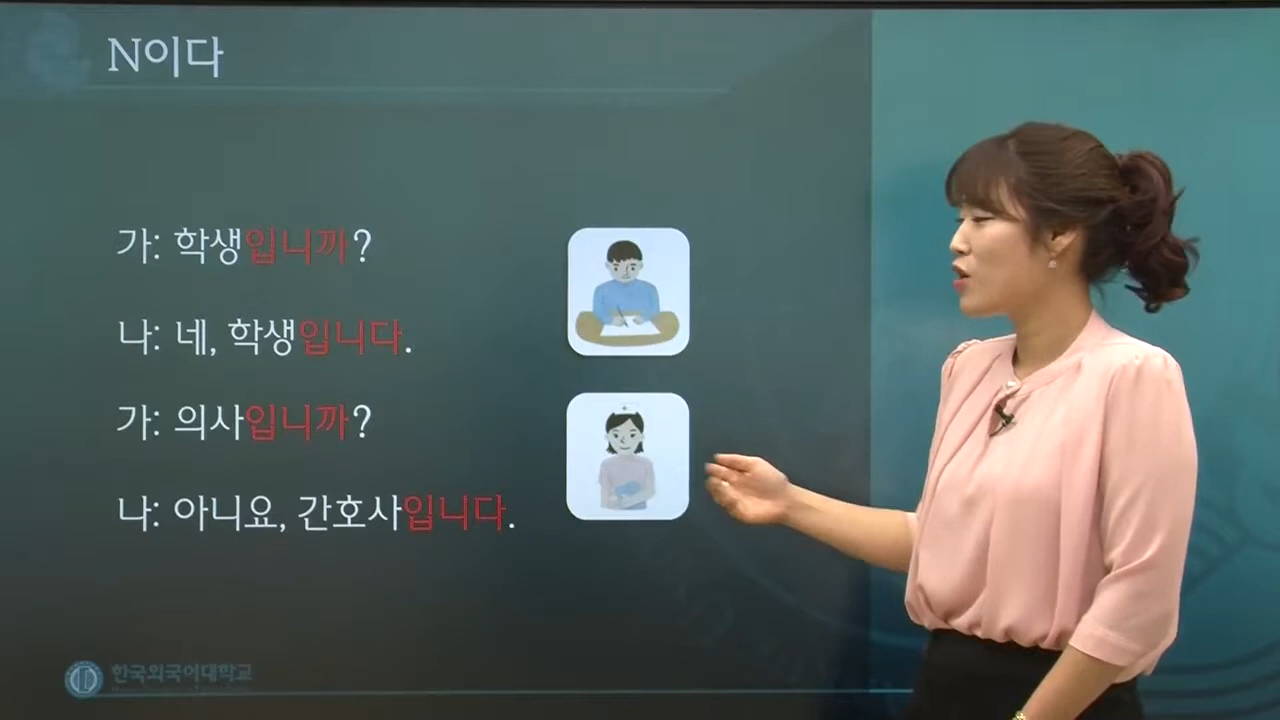 N이다
가: 학생입니까?
나: 네, 학생입니다.
가: 의사입니까?
나: 아니요, 간호사입니다.
한국외국어대학교